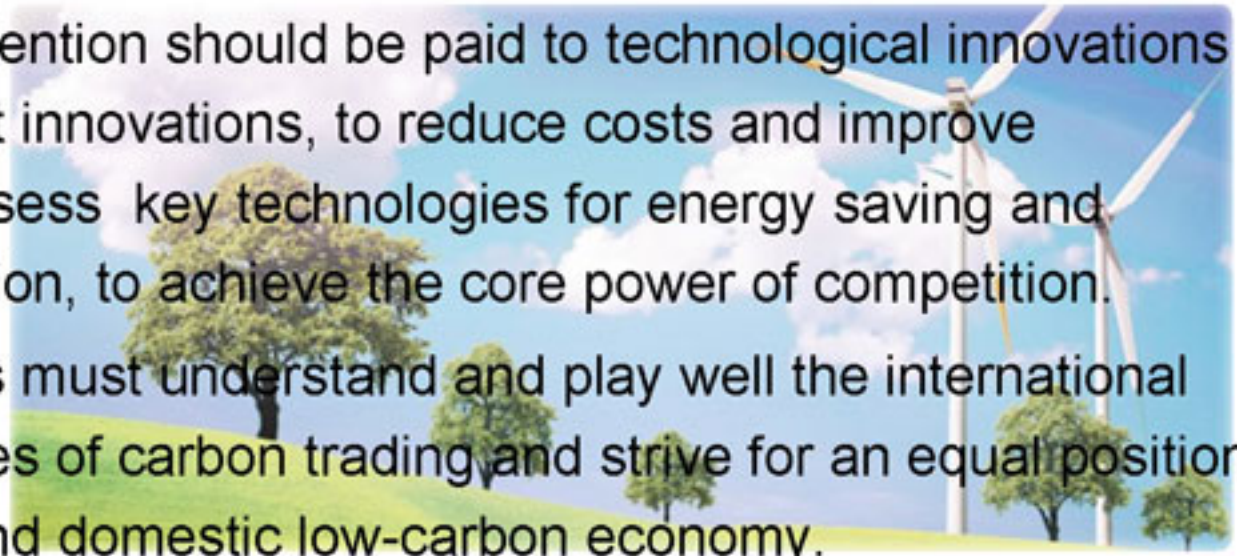 ention should be paid to technological innovations
t innovations, to reduce costs and improve
sess key technologies for energy saving and
on, to achieve the core power of competition.
s must understand and play well the international
es of carbon trading and strive for an equal position
nd domestic low-carbon economy.